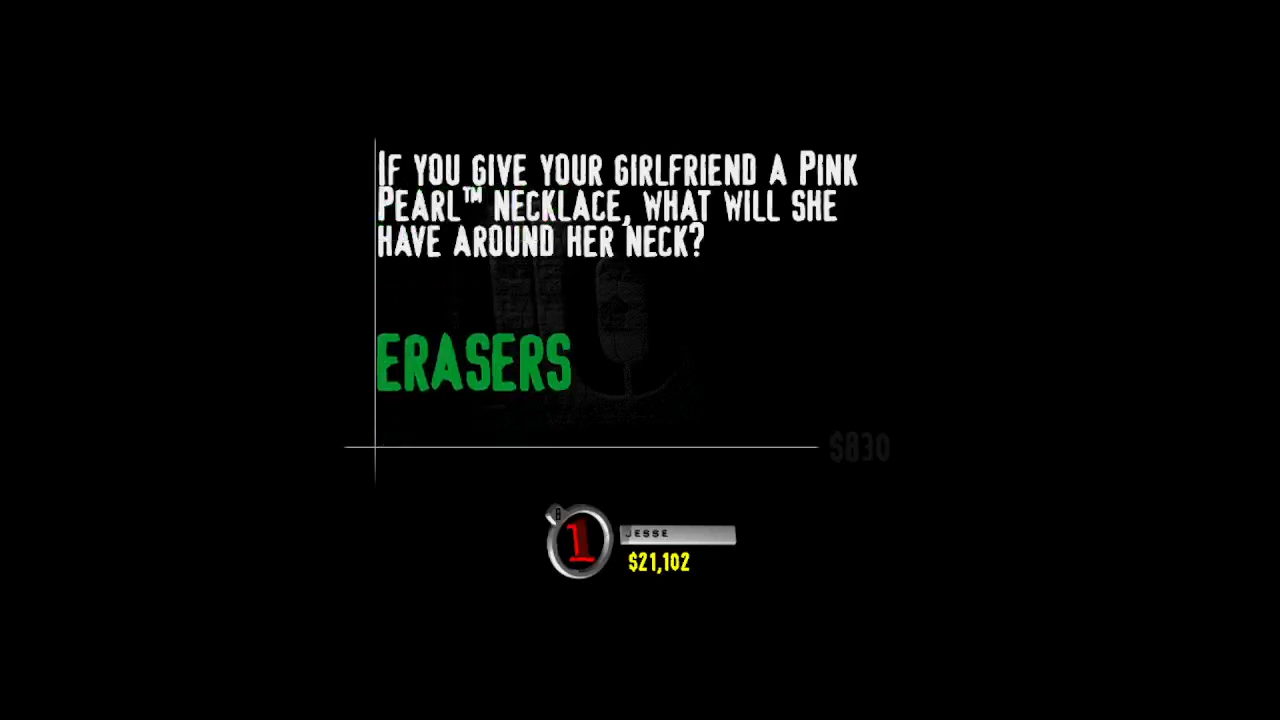 If you give your girlfriend a Pink
Pearl™ necklace, what will she
have around her neck?
ERASERS
$830
B
1
JESSE
$21,102